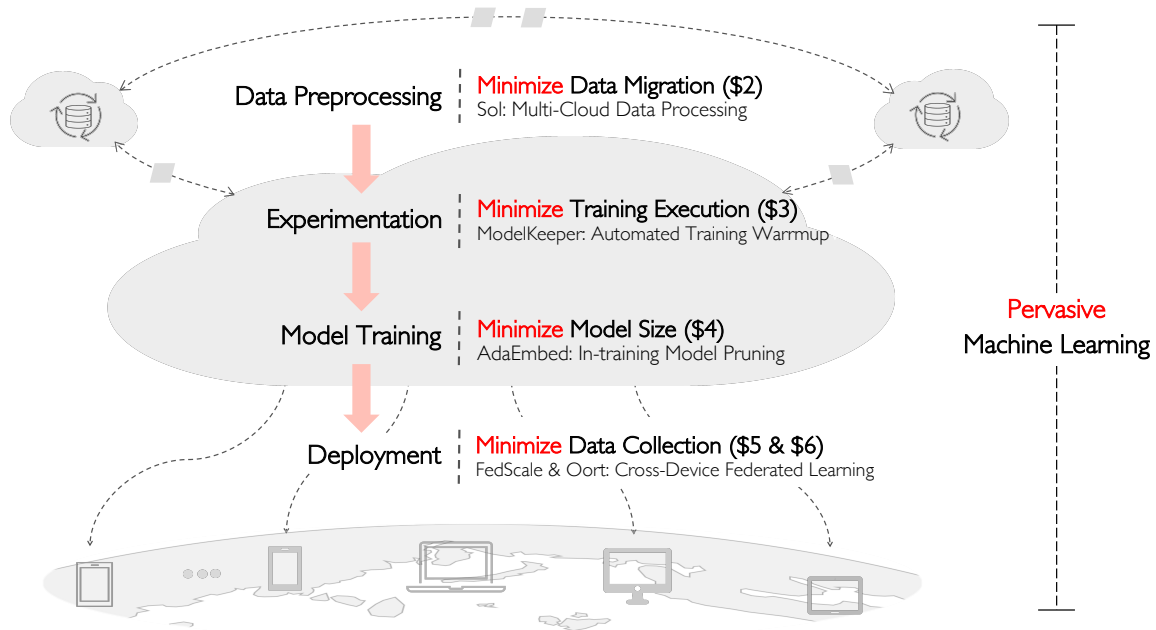 Data Preprocessing
Minimize Data Migration ($2)
Sol: Multi-Cloud Data Processing
Experimentation
Minimize Training Execution ($3)
ModelKeeper: Automated Training Warmup
Model Training
Minimize Model Size ($4)
AdaEmbed: In-training Model Pruning
Deployment
Minimize Data Collection ($5 & $6)
FedScale & Oort: Cross-Device Federated Learning
Pervasive
Machine Learning